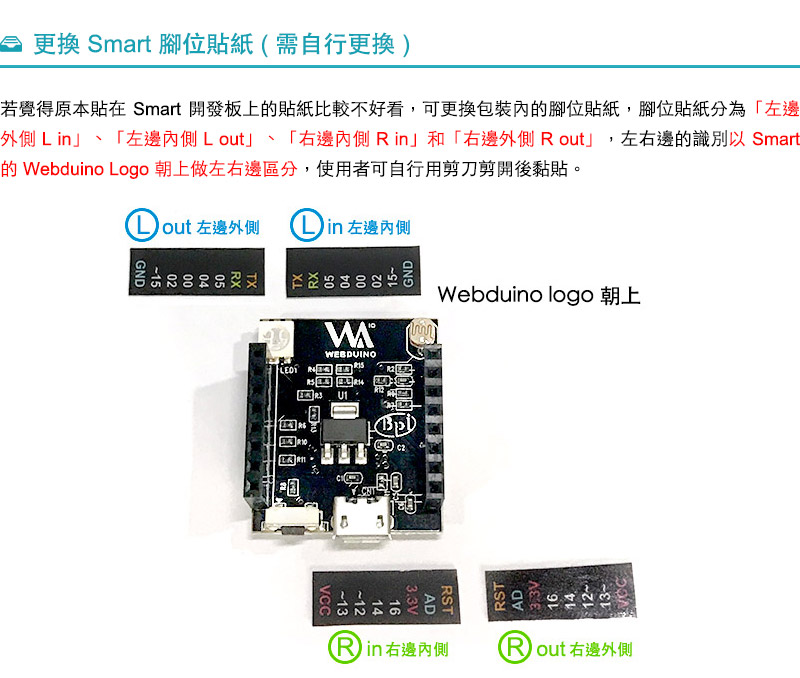 更換 Smart 腳位貼紙 ( 需自行更換 )
若覺得原本貼在 Smart 開發板上的貼紙比較不好看，可更換包裝內的腳位貼紙，腳位貼紙分為「左邊
外側 L in」、「左邊內側 L out」、「右邊內側 R in」和「右邊外側 R out」，左右邊的識別以 Smart
的 Webduino Logo 朝上做左右邊區分，使用者可自行用剪刀剪開後黏貼。
L out 左邊外側 L in 左邊內側
GND ~15 02 00 04 05 RX TX
TX RX 05 04 00 02 15~ GND
Webduino logo 朝上
IO
WEBDUINO
LED1 R4 R15 R2
R5 R14 R12
R3 U1
R6 Bpi
R10 C2
R11
C1 CN1
VCC ~13 ~12 14 16 3.3V AD RST
RST AD 3.3V 16 14 12~ 13~ VCC
R in 右邊內側 R out 右邊外側